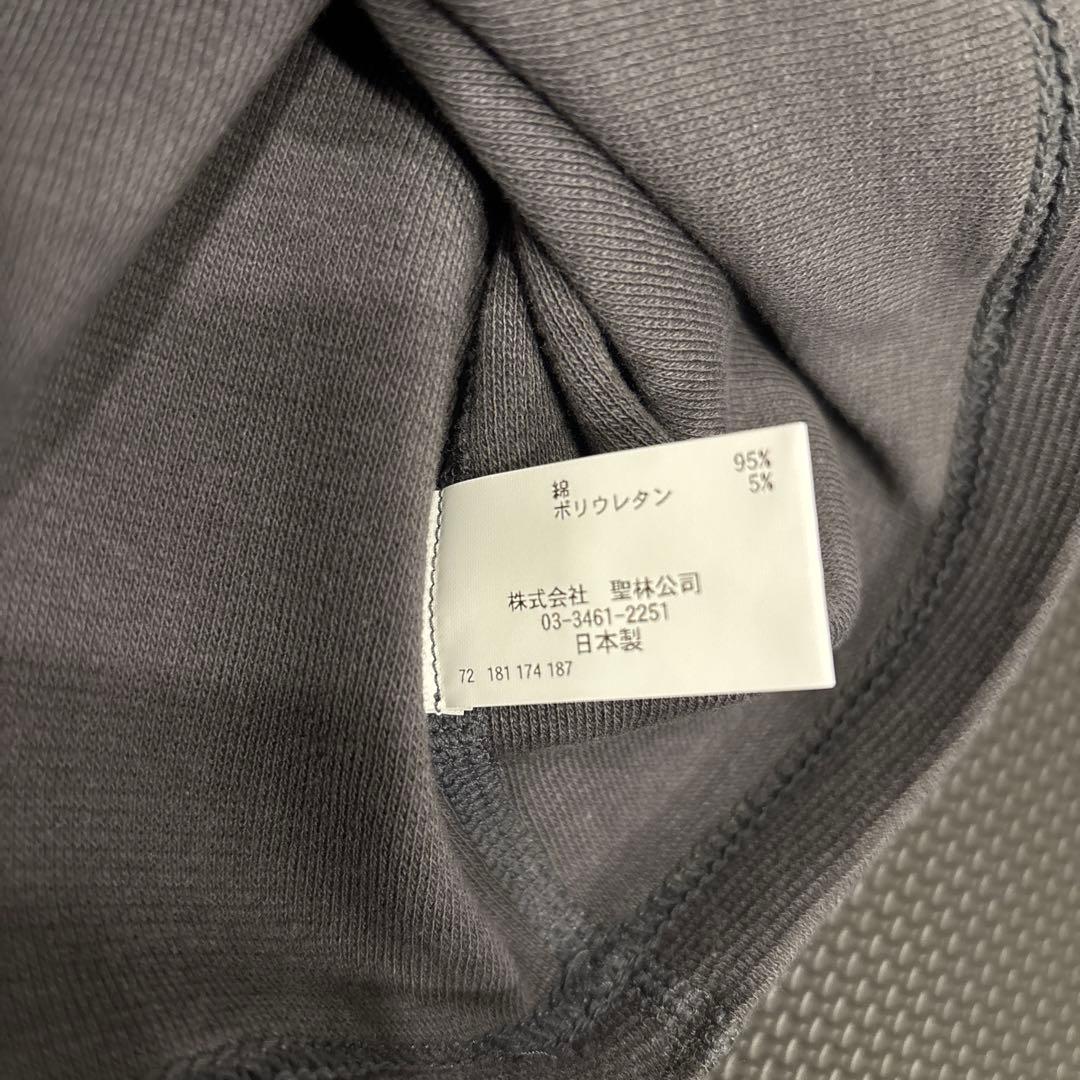 綿 95%
ポリウレタン 5%
株式会社 聖林公司
03-3461-2251
日本製
72 181 174 187